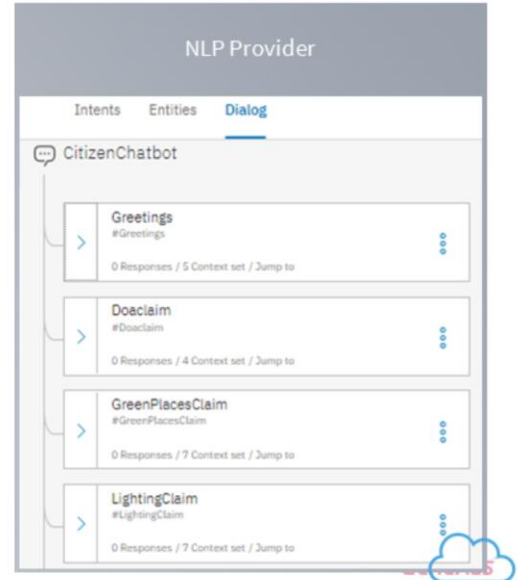 NLP Provider
Intents Entities Dialog
CitizenChatbot
Greetings
#Greetings
0 Responses / 5 Context set / Jump to
Doaclaim
#Doaclaim
0 Responses / 4 Context set / Jump to
GreenPlacesClaim
#GreenPlacesClaim
0 Responses / 7 Context set / Jump to
LightingClaim
#LightingClaim
0 Responses / 7 Context set / Jump to